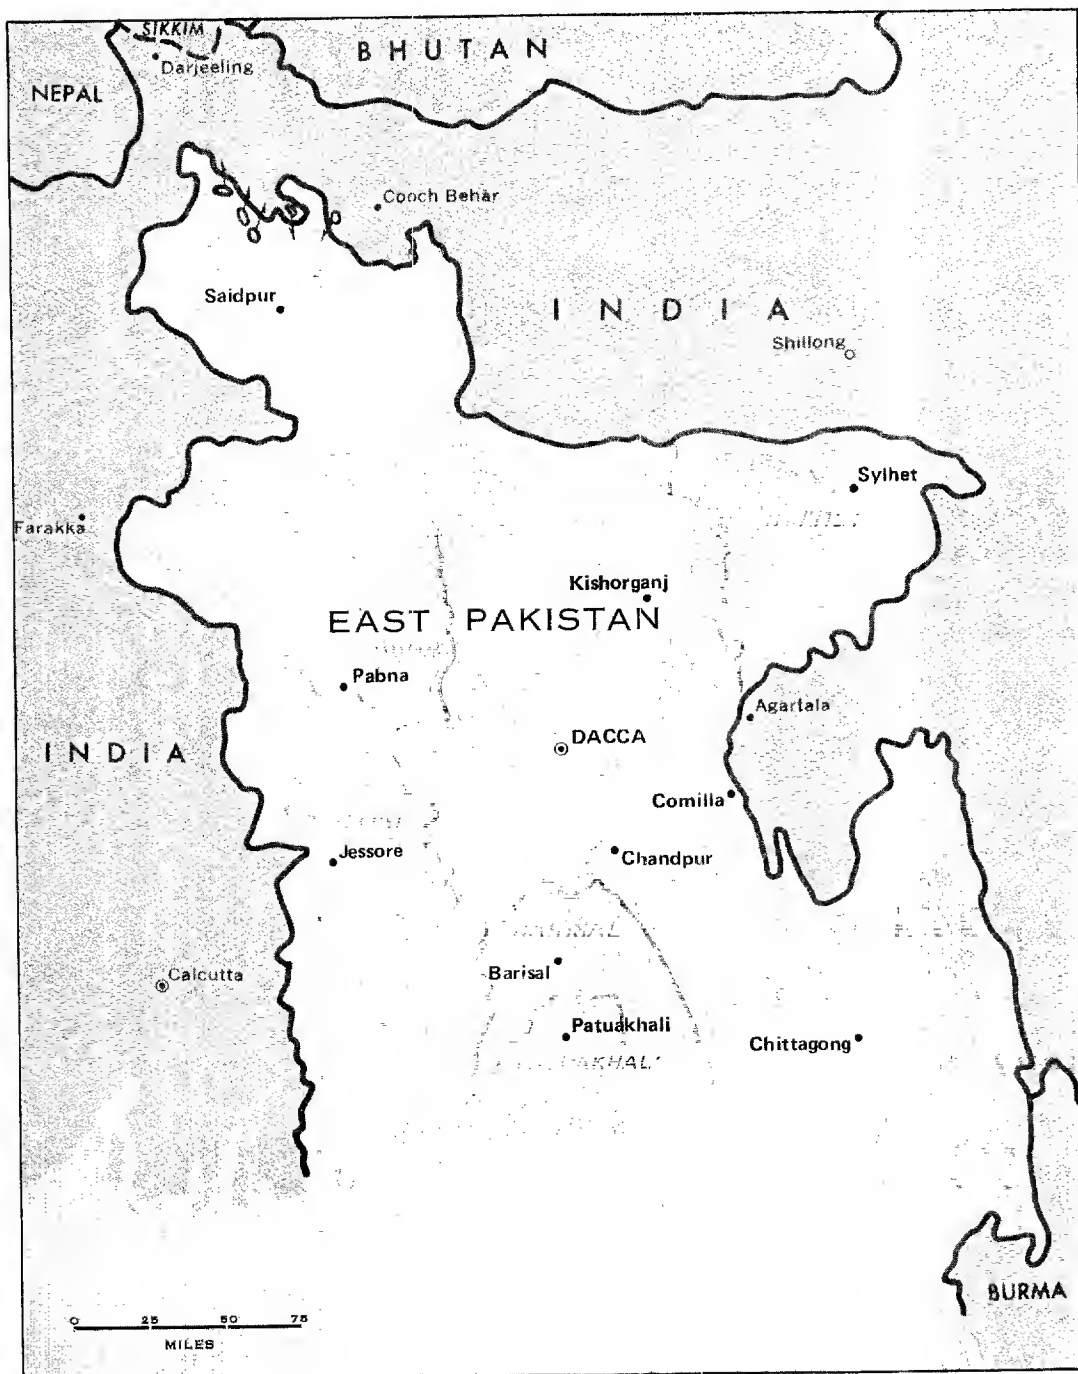 SIKKIM
BHUTAN
Darjeeling
NEPAL
Cooch Behar
Saidpur
INDIA
Shillong
Sylhet
Farakka
Kishorganj
EAST PAKISTAN
Pabna
Agartala
INDIA
DACCA
Comilla
Jessore
Chandpur
Barisal
Calcutta
Patuakhali
Chittagong
BURMA
0 25 50 75
MILES